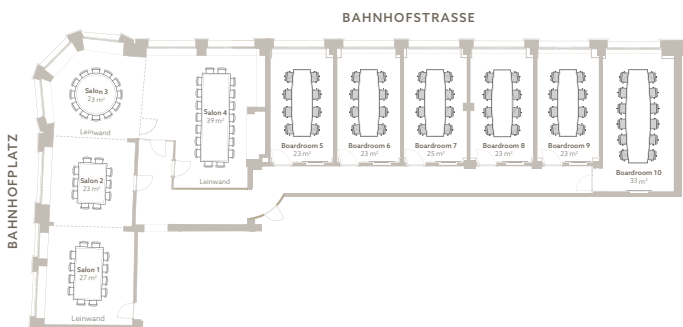 BAHNHOFSTRASSE
BAHNHOFPLATZ
Salon 3
23 m²
Leinwand
Salon 4
39 m²
Leinwand
Boardroom 5
23 m²
Boardroom 6
23 m²
Boardroom 7
25 m²
Boardroom 8
23 m²
Boardroom 9
23 m²
Boardroom 10
33 m²
Salon 2
23 m²
Salon 1
27 m²
Leinwand